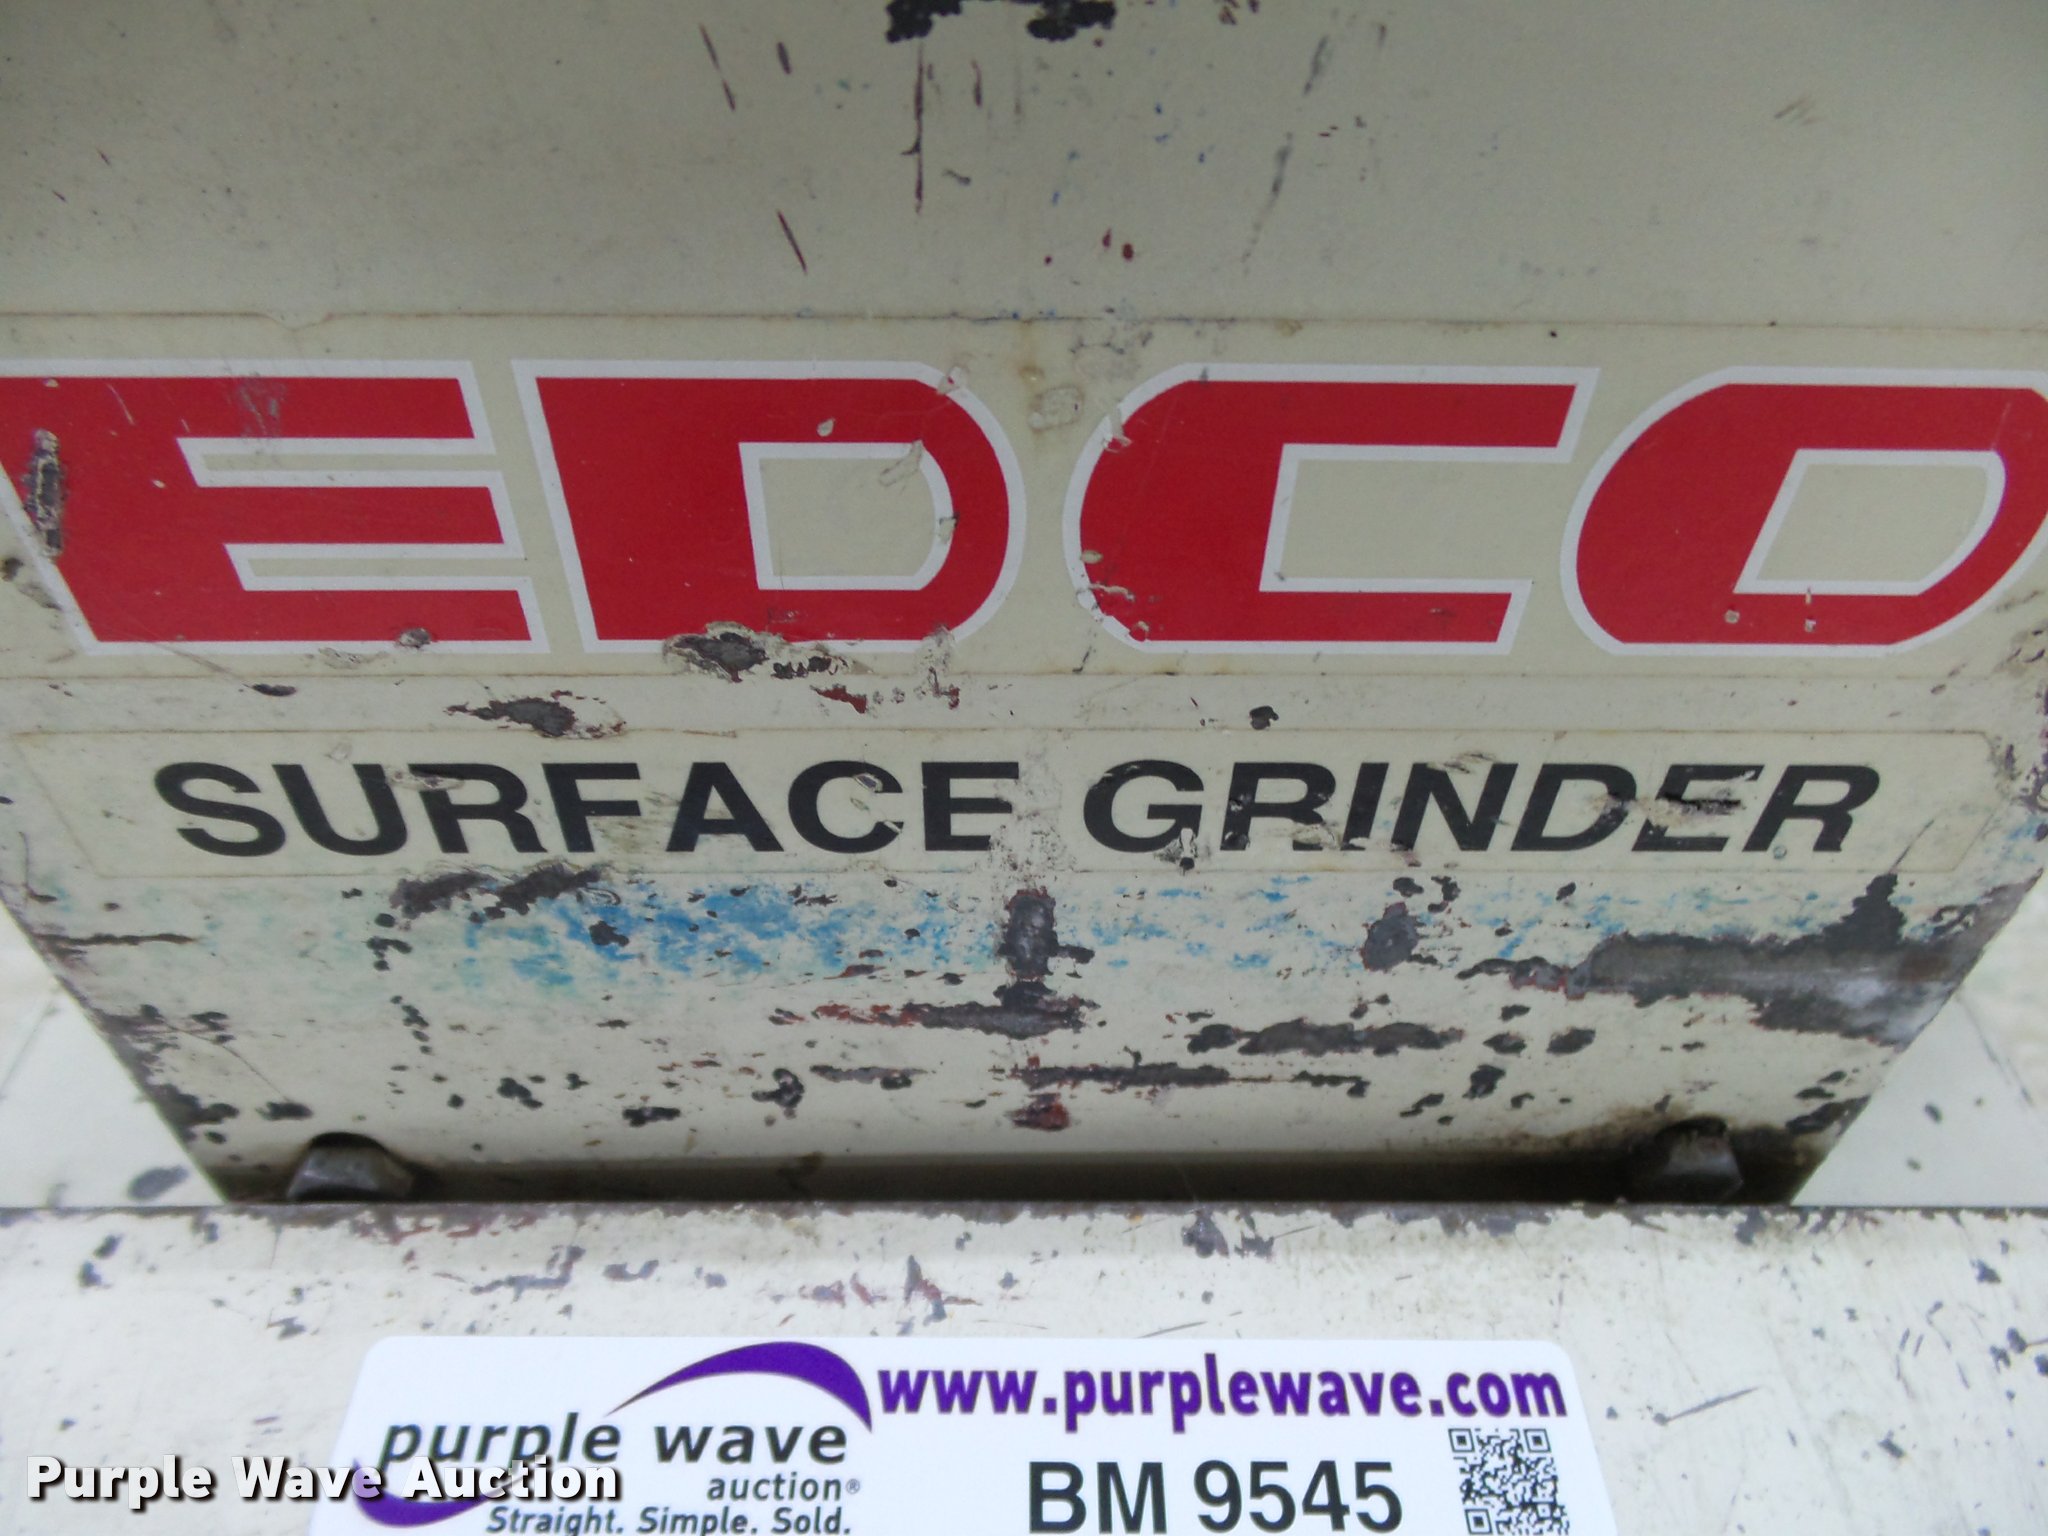 EDCO
SURFACE GRINDER
www.purplewave.com
purple wave
auction®
Straight. Simple. Sold.
BM 9545
Purple Wave Auction